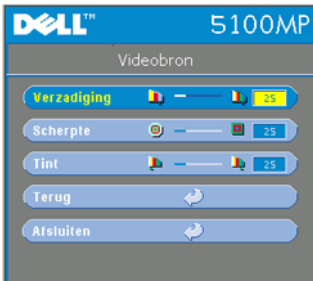 DELL™ 5100MP
Videobron
Verzadiging 25
Scherpte 25
Tint 25
Terug
Afsluiten